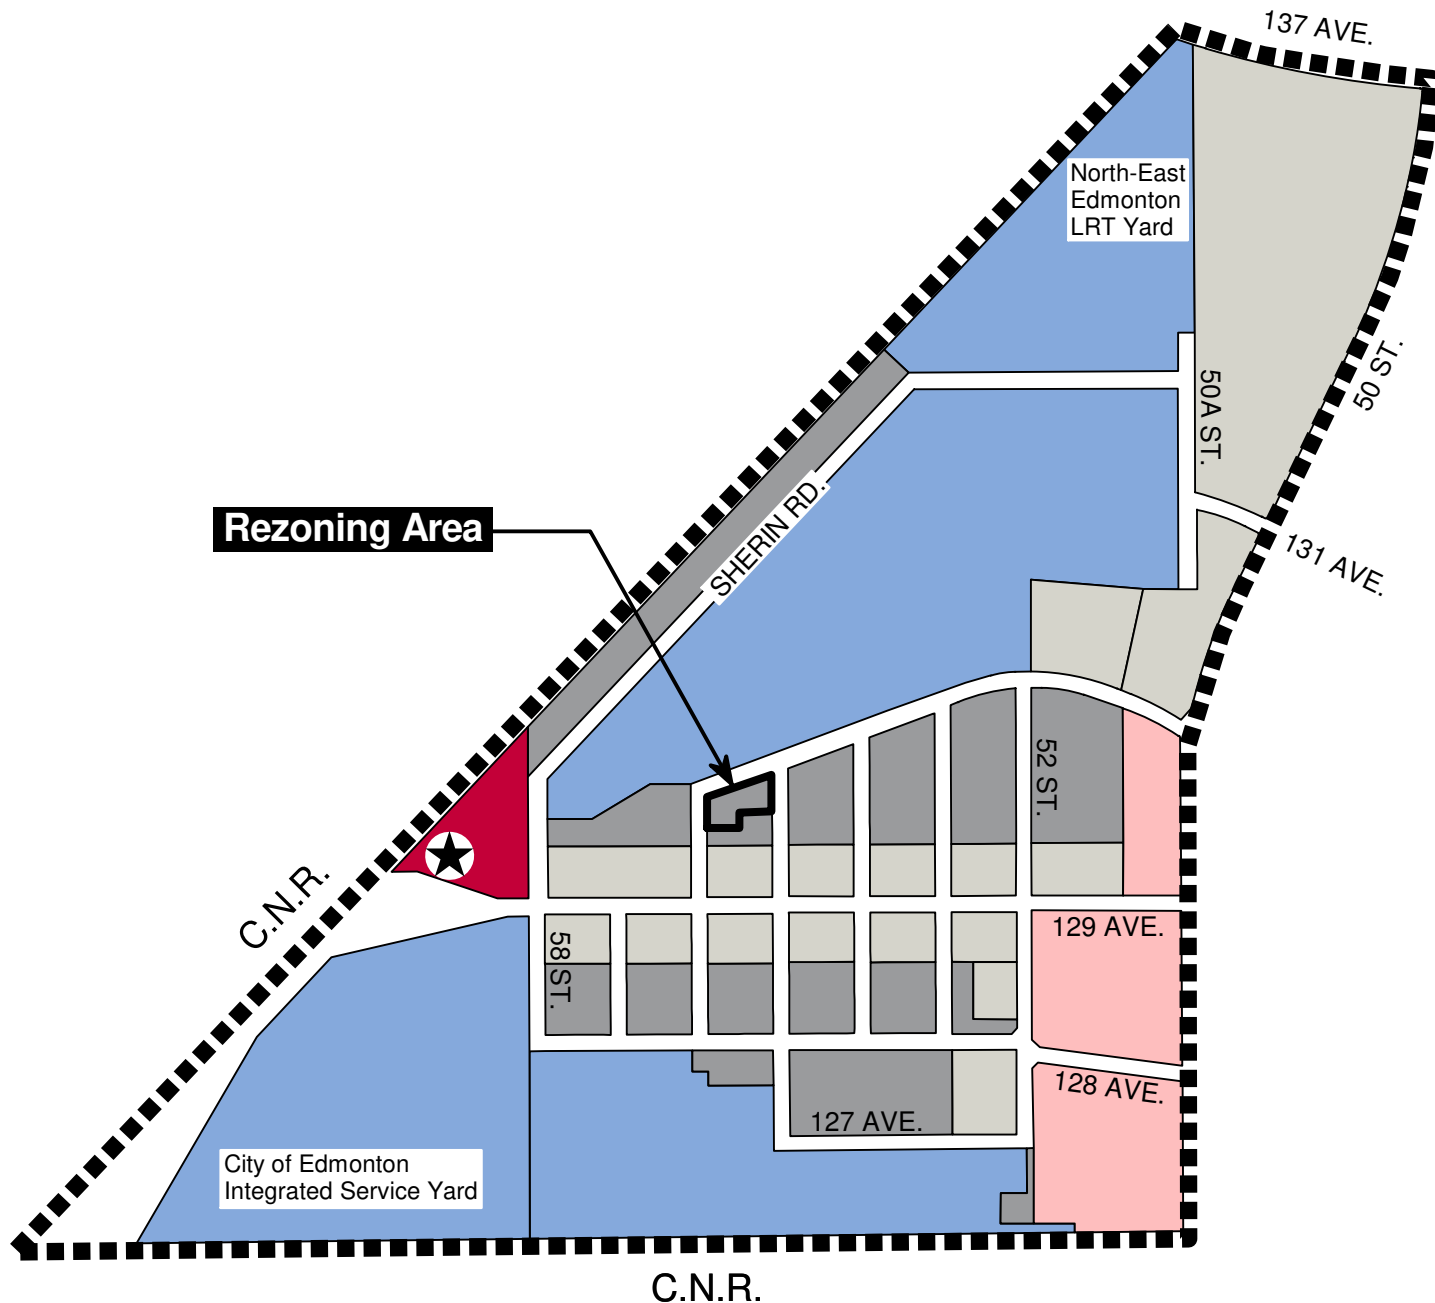 137 AVE.
North-East
Edmonton
LRT Yard
50A ST.
50 ST.
SHERIN RD.
Rezoning Area
131 AVE.
52 ST.
C.N.R.
129 AVE.
58 ST.
128 AVE.
127 AVE.
City of Edmonton
Integrated Service Yard
C.N.R.